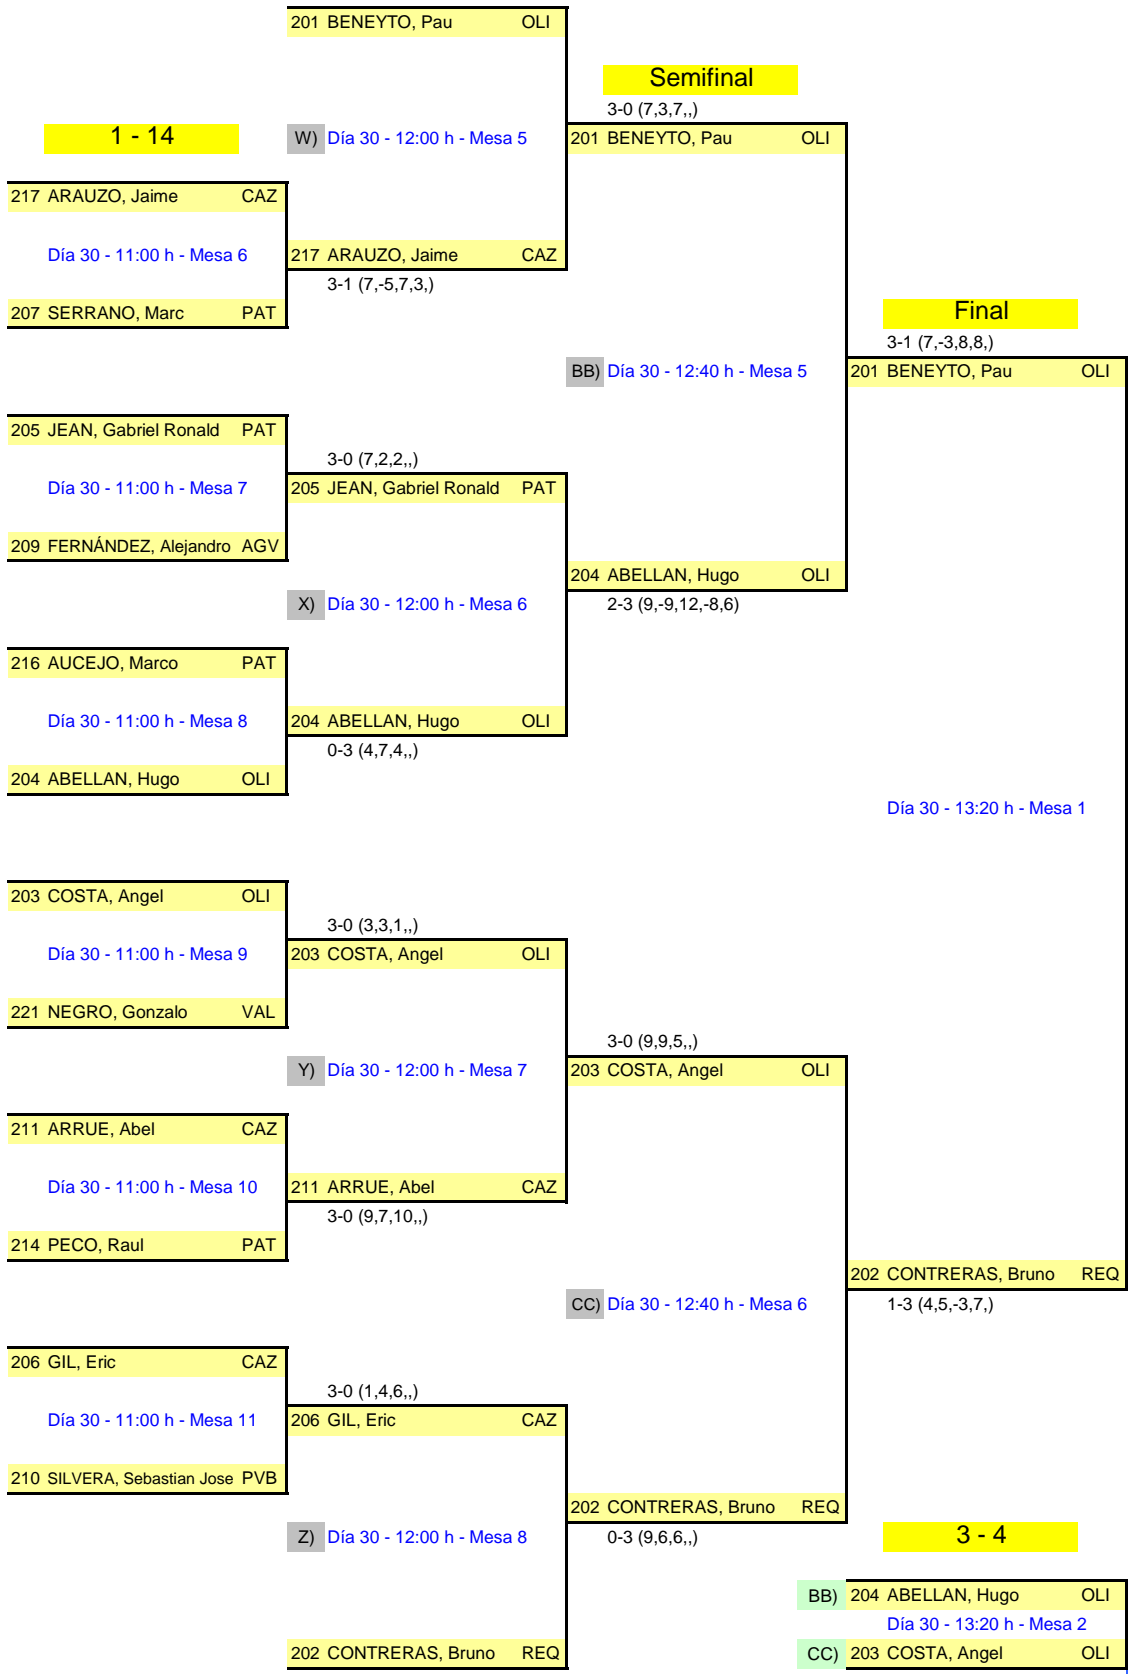 201 BENEYTO, Pau OLI
Semifinal
3-0 (7,3,7,,)
1 - 14
W) Día 30 - 12:00 h - Mesa 5
201 BENEYTO, Pau OLI
217 ARAUZO, Jaime CAZ
Día 30 - 11:00 h - Mesa 6
217 ARAUZO, Jaime CAZ
3-1 (7,-5,7,3,)
207 SERRANO, Marc PAT
Final
3-1 (7,-3,8,8,)
BB) Día 30 - 12:40 h - Mesa 5
201 BENEYTO, Pau OLI
205 JEAN, Gabriel Ronald PAT
3-0 (7,2,2,,)
Día 30 - 11:00 h - Mesa 7
205 JEAN, Gabriel Ronald PAT
209 FERNÁNDEZ, Alejandro AGV
204 ABELLAN, Hugo OLI
X) Día 30 - 12:00 h - Mesa 6
2-3 (9,-9,12,-8,6)
216 AUCEJO, Marco PAT
Día 30 - 11:00 h - Mesa 8
204 ABELLAN, Hugo OLI
0-3 (4,7,4,,)
204 ABELLAN, Hugo OLI
Día 30 - 13:20 h - Mesa 1
203 COSTA, Angel OLI
3-0 (3,3,1,,)
Día 30 - 11:00 h - Mesa 9
203 COSTA, Angel OLI
221 NEGRO, Gonzalo VAL
3-0 (9,9,5,,)
Y) Día 30 - 12:00 h - Mesa 7
203 COSTA, Angel OLI
211 ARRUE, Abel CAZ
Día 30 - 11:00 h - Mesa 10
211 ARRUE, Abel CAZ
3-0 (9,7,10,,)
214 PECO, Raul PAT
202 CONTRERAS, Bruno REQ
CC) Día 30 - 12:40 h - Mesa 6
1-3 (4,5,-3,7,)
206 GIL, Eric CAZ
3-0 (1,4,6,,)
Día 30 - 11:00 h - Mesa 11
206 GIL, Eric CAZ
210 SILVERA, Sebastian Jose PVB
202 CONTRERAS, Bruno REQ
Z) Día 30 - 12:00 h - Mesa 8
0-3 (9,6,6,,)
3 - 4
BB) 204 ABELLAN, Hugo OLI
Día 30 - 13:20 h - Mesa 2
202 CONTRERAS, Bruno REQ
CC) 203 COSTA, Angel OLI